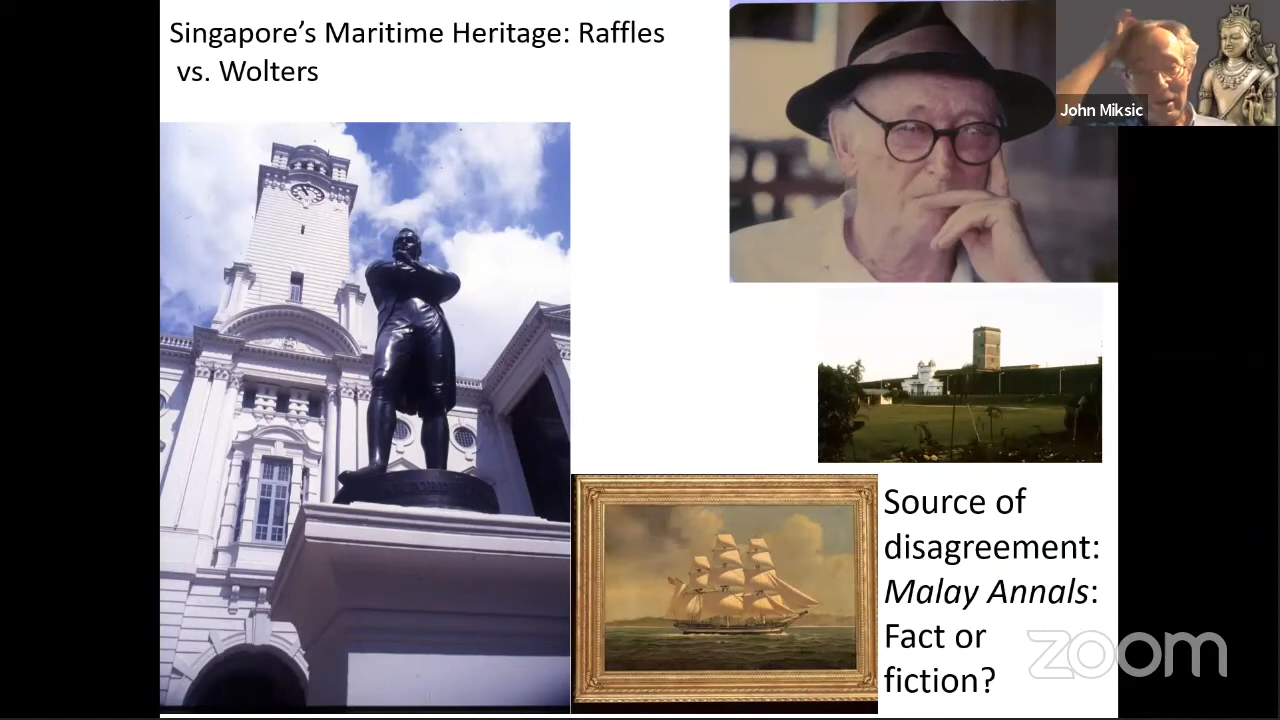 Singapore’s Maritime Heritage: Raffles
vs. Wolters
John Miksic
Source of
disagreement:
Malay Annals:
Fact or
fiction?
zoom